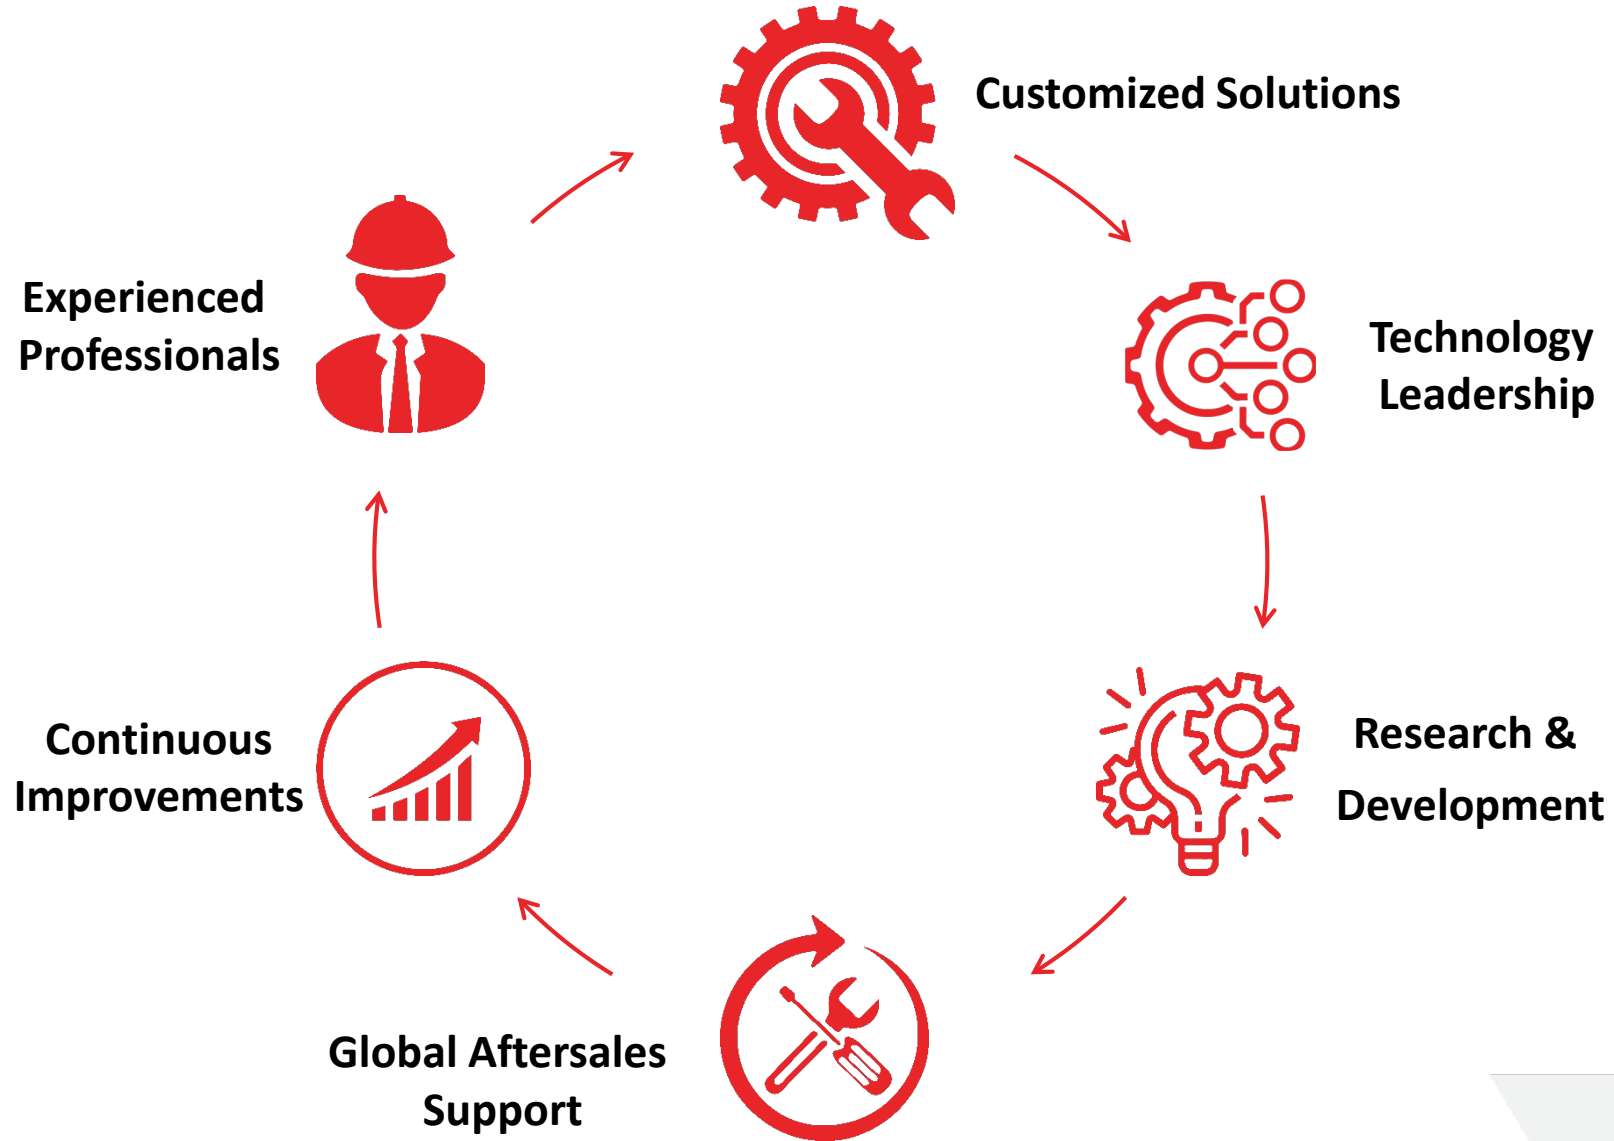 Customized Solutions
Technology
Leadership
Research &
Development
Global Aftersales
Support
Continuous
Improvements
Experienced
Professionals